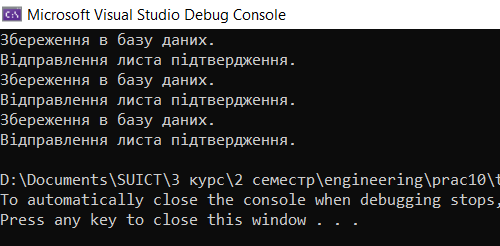 Microsoft Visual Studio Debug Console
Збереження в базу даних.
Відправлення листа підтвердження.
Збереження в базу даних.
Відправлення листа підтвердження.
Збереження в базу даних.
Відправлення листа підтвердження.
D:\Documents\SUICT\3 курс\2 семестр\engineering\prac10\t
To automatically close the console when debugging stops,
Press any key to close this window . . .